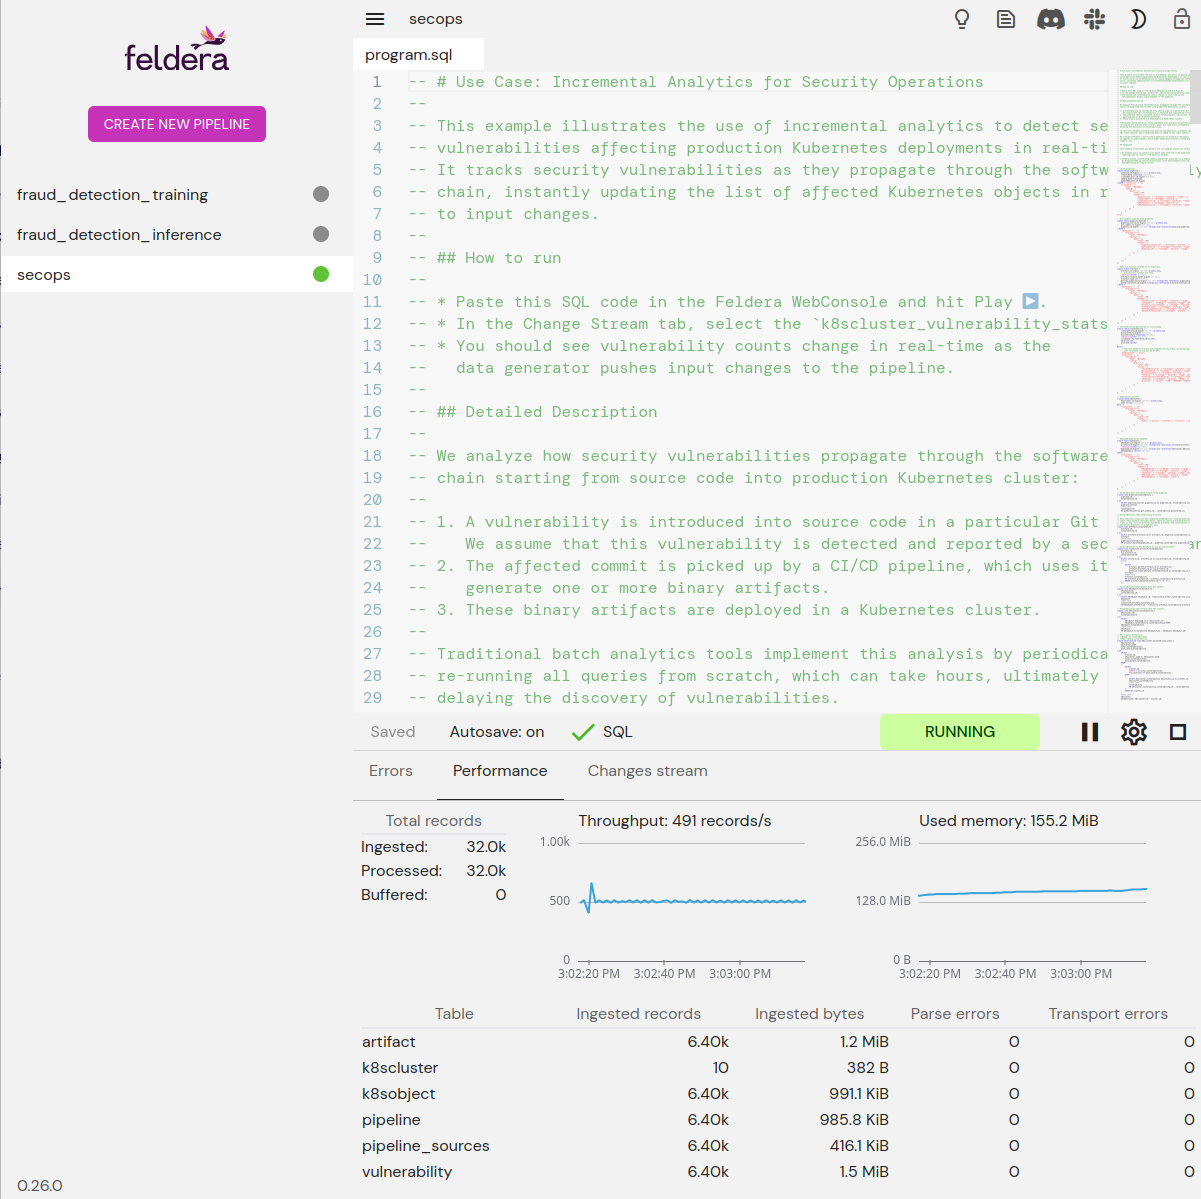 feldera
CREATE NEW PIPELINE
fraud_detection_training
fraud_detection_inference
secops
0.26.0
secops
program.sql
1 -- # Use Case: Incremental Analytics for Security Operations
2 --
3 -- This example illustrates the use of incremental analytics to detect se
4 -- vulnerabilities affecting production Kubernetes deployments in real-ti
5 -- It tracks security vulnerabilities as they propagate through the softw
6 -- chain, instantly updating the list of affected Kubernetes objects in r
7 -- to input changes.
8 --
9 -- ## How to run
10 --
11 -- * Paste this SQL code in the Feldera WebConsole and hit Play ▶️.
12 -- * In the Change Stream tab, select the `k8scluster_vulnerability_stats
13 -- * You should see vulnerability counts change in real-time as the
14 --   data generator pushes input changes to the pipeline.
15 --
16 -- ## Detailed Description
17 --
18 -- We analyze how security vulnerabilities propagate through the software
19 -- chain starting from source code into production Kubernetes cluster:
20 --
21 -- 1. A vulnerability is introduced into source code in a particular Git
22 --    We assume that this vulnerability is detected and reported by a sec
23 -- 2. The affected commit is picked up by a CI/CD pipeline, which uses it
24 --    generate one or more binary artifacts.
25 -- 3. These binary artifacts are deployed in a Kubernetes cluster.
26 --
27 -- Traditional batch analytics tools implement this analysis by periodica
28 -- re-running all queries from scratch, which can take hours, ultimately
29 -- delaying the discovery of vulnerabilities.
Saved Autosave: on SQL RUNNING
Errors Performance Changes stream
Total records
Ingested: 32.0k
Processed: 32.0k
Buffered: 0
Throughput: 491 records/s
1.00k
500
0
3:02:20 PM 3:02:40 PM 3:03:00 PM
Used memory: 155.2 MiB
256.0 MiB
128.0 MiB
0 B
3:02:20 PM 3:02:40 PM 3:03:00 PM
Table Ingested records Ingested bytes Parse errors Transport errors
artifact 6.40k 1.2 MiB 0 0
k8scluster 10 382 B 0 0
k8sobject 6.40k 991.1 KiB 0 0
pipeline 6.40k 985.8 KiB 0 0
pipeline_sources 6.40k 416.1 KiB 0 0
vulnerability 6.40k 1.5 MiB 0 0